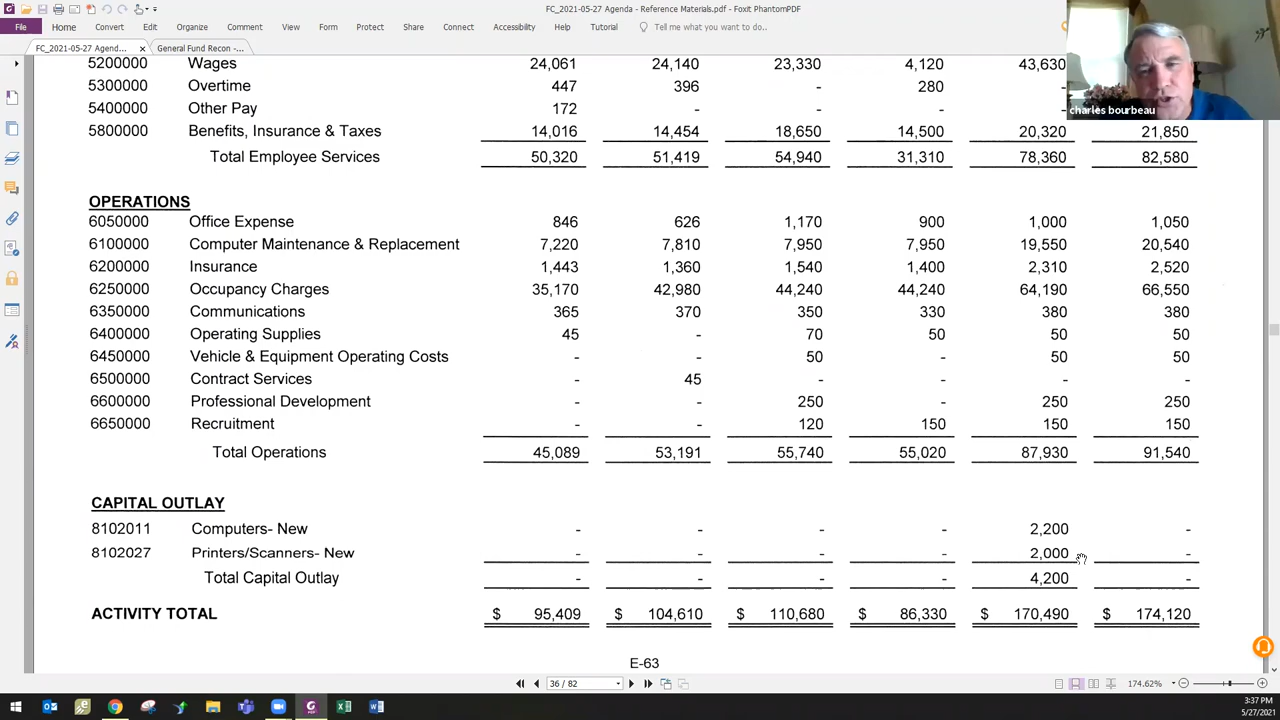 FC_2021-05-27 Agenda - Reference Materials.pdf - Foxit PhantomPDF
File Home Convert Organize Comment View Form Protect Share Connect Accessibility Help Tutorial Tell me what you want to do...
FC_2021-05-27 Agend... General Fund Recon -...
charles bourbeau
5200000 Wages 24,061 24,140 23,330 4,120 43,630
5300000 Overtime 447 396 - 280 -
5400000 Other Pay 172 - - - - -
5800000 Benefits, Insurance & Taxes 14,016 14,454 18,650 14,500 20,320 21,850
Total Employee Services 50,320 51,419 54,940 31,310 78,360 82,580
OPERATIONS
6050000 Office Expense 846 626 1,170 900 1,000 1,050
6100000 Computer Maintenance & Replacement 7,220 7,810 7,950 7,950 19,550 20,540
6200000 Insurance 1,443 1,360 1,540 1,400 2,310 2,520
6250000 Occupancy Charges 35,170 42,980 44,240 44,240 64,190 66,550
6350000 Communications 365 370 350 330 380 380
6400000 Operating Supplies 45 - 70 50 50 50
6450000 Vehicle & Equipment Operating Costs - - 50 - 50 50
6500000 Contract Services - 45 - - - -
6600000 Professional Development - - 250 - 250 250
6650000 Recruitment - - 120 150 150 150
Total Operations 45,089 53,191 55,740 55,020 87,930 91,540
CAPITAL OUTLAY
8102011 Computers- New - - - - 2,200 -
8102027 Printers/Scanners- New - - - - 2,000 -
Total Capital Outlay - - - - 4,200 -
ACTIVITY TOTAL $ 95,409 $ 104,610 $ 110,680 $ 86,330 $ 170,490 $ 174,120
E-63
36 / 82 174.62%
3:37 PM
5/27/2021